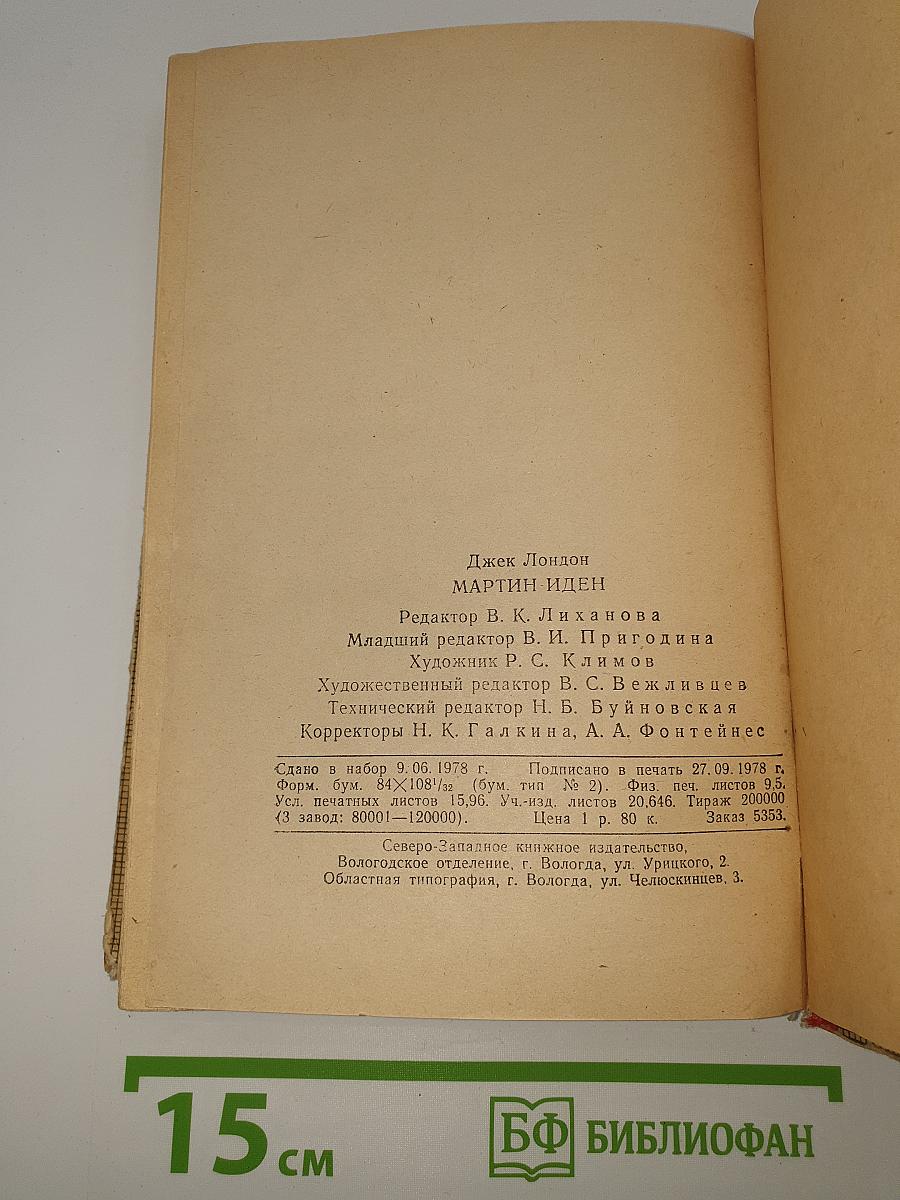 Джек Лондон
МАРТИН ИДЕН
Редактор В. К. Лиханова
Младший редактор В. И. Пригодина
Художник Р. С. Климов
Художественный редактор В. С. Вежливцев
Технический редактор Н. Б. Буйновская
Корректоры Н. К. Галкина, А. А. Фонтейнес
Сдано в набор 9.06. 1978 г. Подписано в печать 27.09. 1978 г.
Форм. бум. 84×108¹/₃₂ (бум. тип № 2). Физ. печ. листов 9,5.
Усл. печатных листов 15,96. Уч.-изд. листов 20,646. Тираж 200000
(3 завод: 80001—120000). Цена 1 р. 80 к. Заказ 5353.
Северо-Западное книжное издательство,
Вологодское отделение, г. Вологда, ул. Урицкого, 2.
Областная типография, г. Вологда, ул. Челюскинцев, 3.
15 см
БФ БИБЛИОФАН